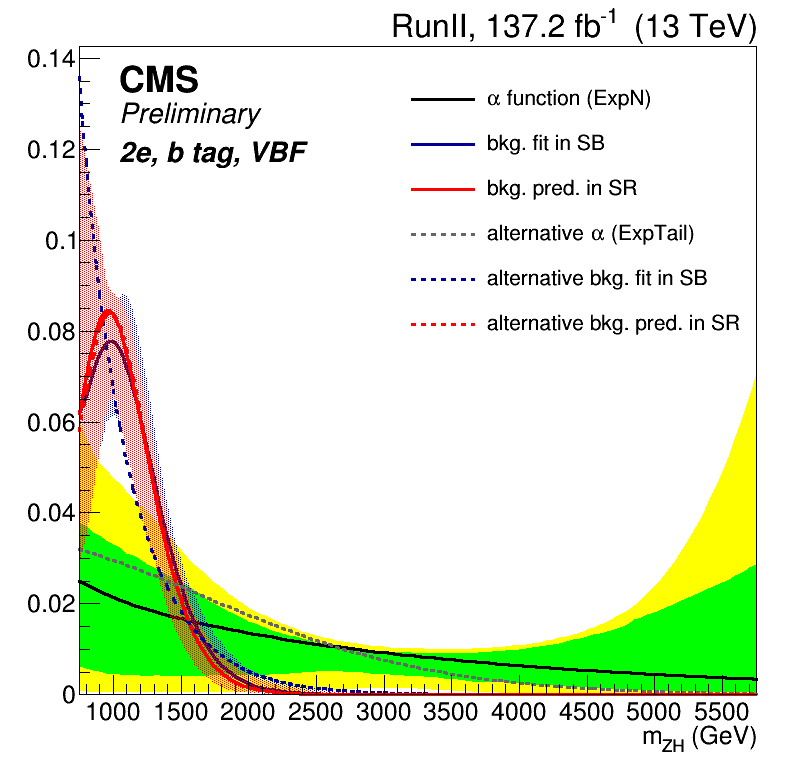 RunII, 137.2 fb⁻¹ (13 TeV)
CMS
Preliminary
2e, b tag, VBF
α function (ExpN)
bkg. fit in SB
bkg. pred. in SR
alternative α (ExpTail)
alternative bkg. fit in SB
alternative bkg. pred. in SR
0.14
0.12
0.1
0.08
0.06
0.04
0.02
0
1000 1500 2000 2500 3000 3500 4000 4500 5000 5500
m_ZH (GeV)